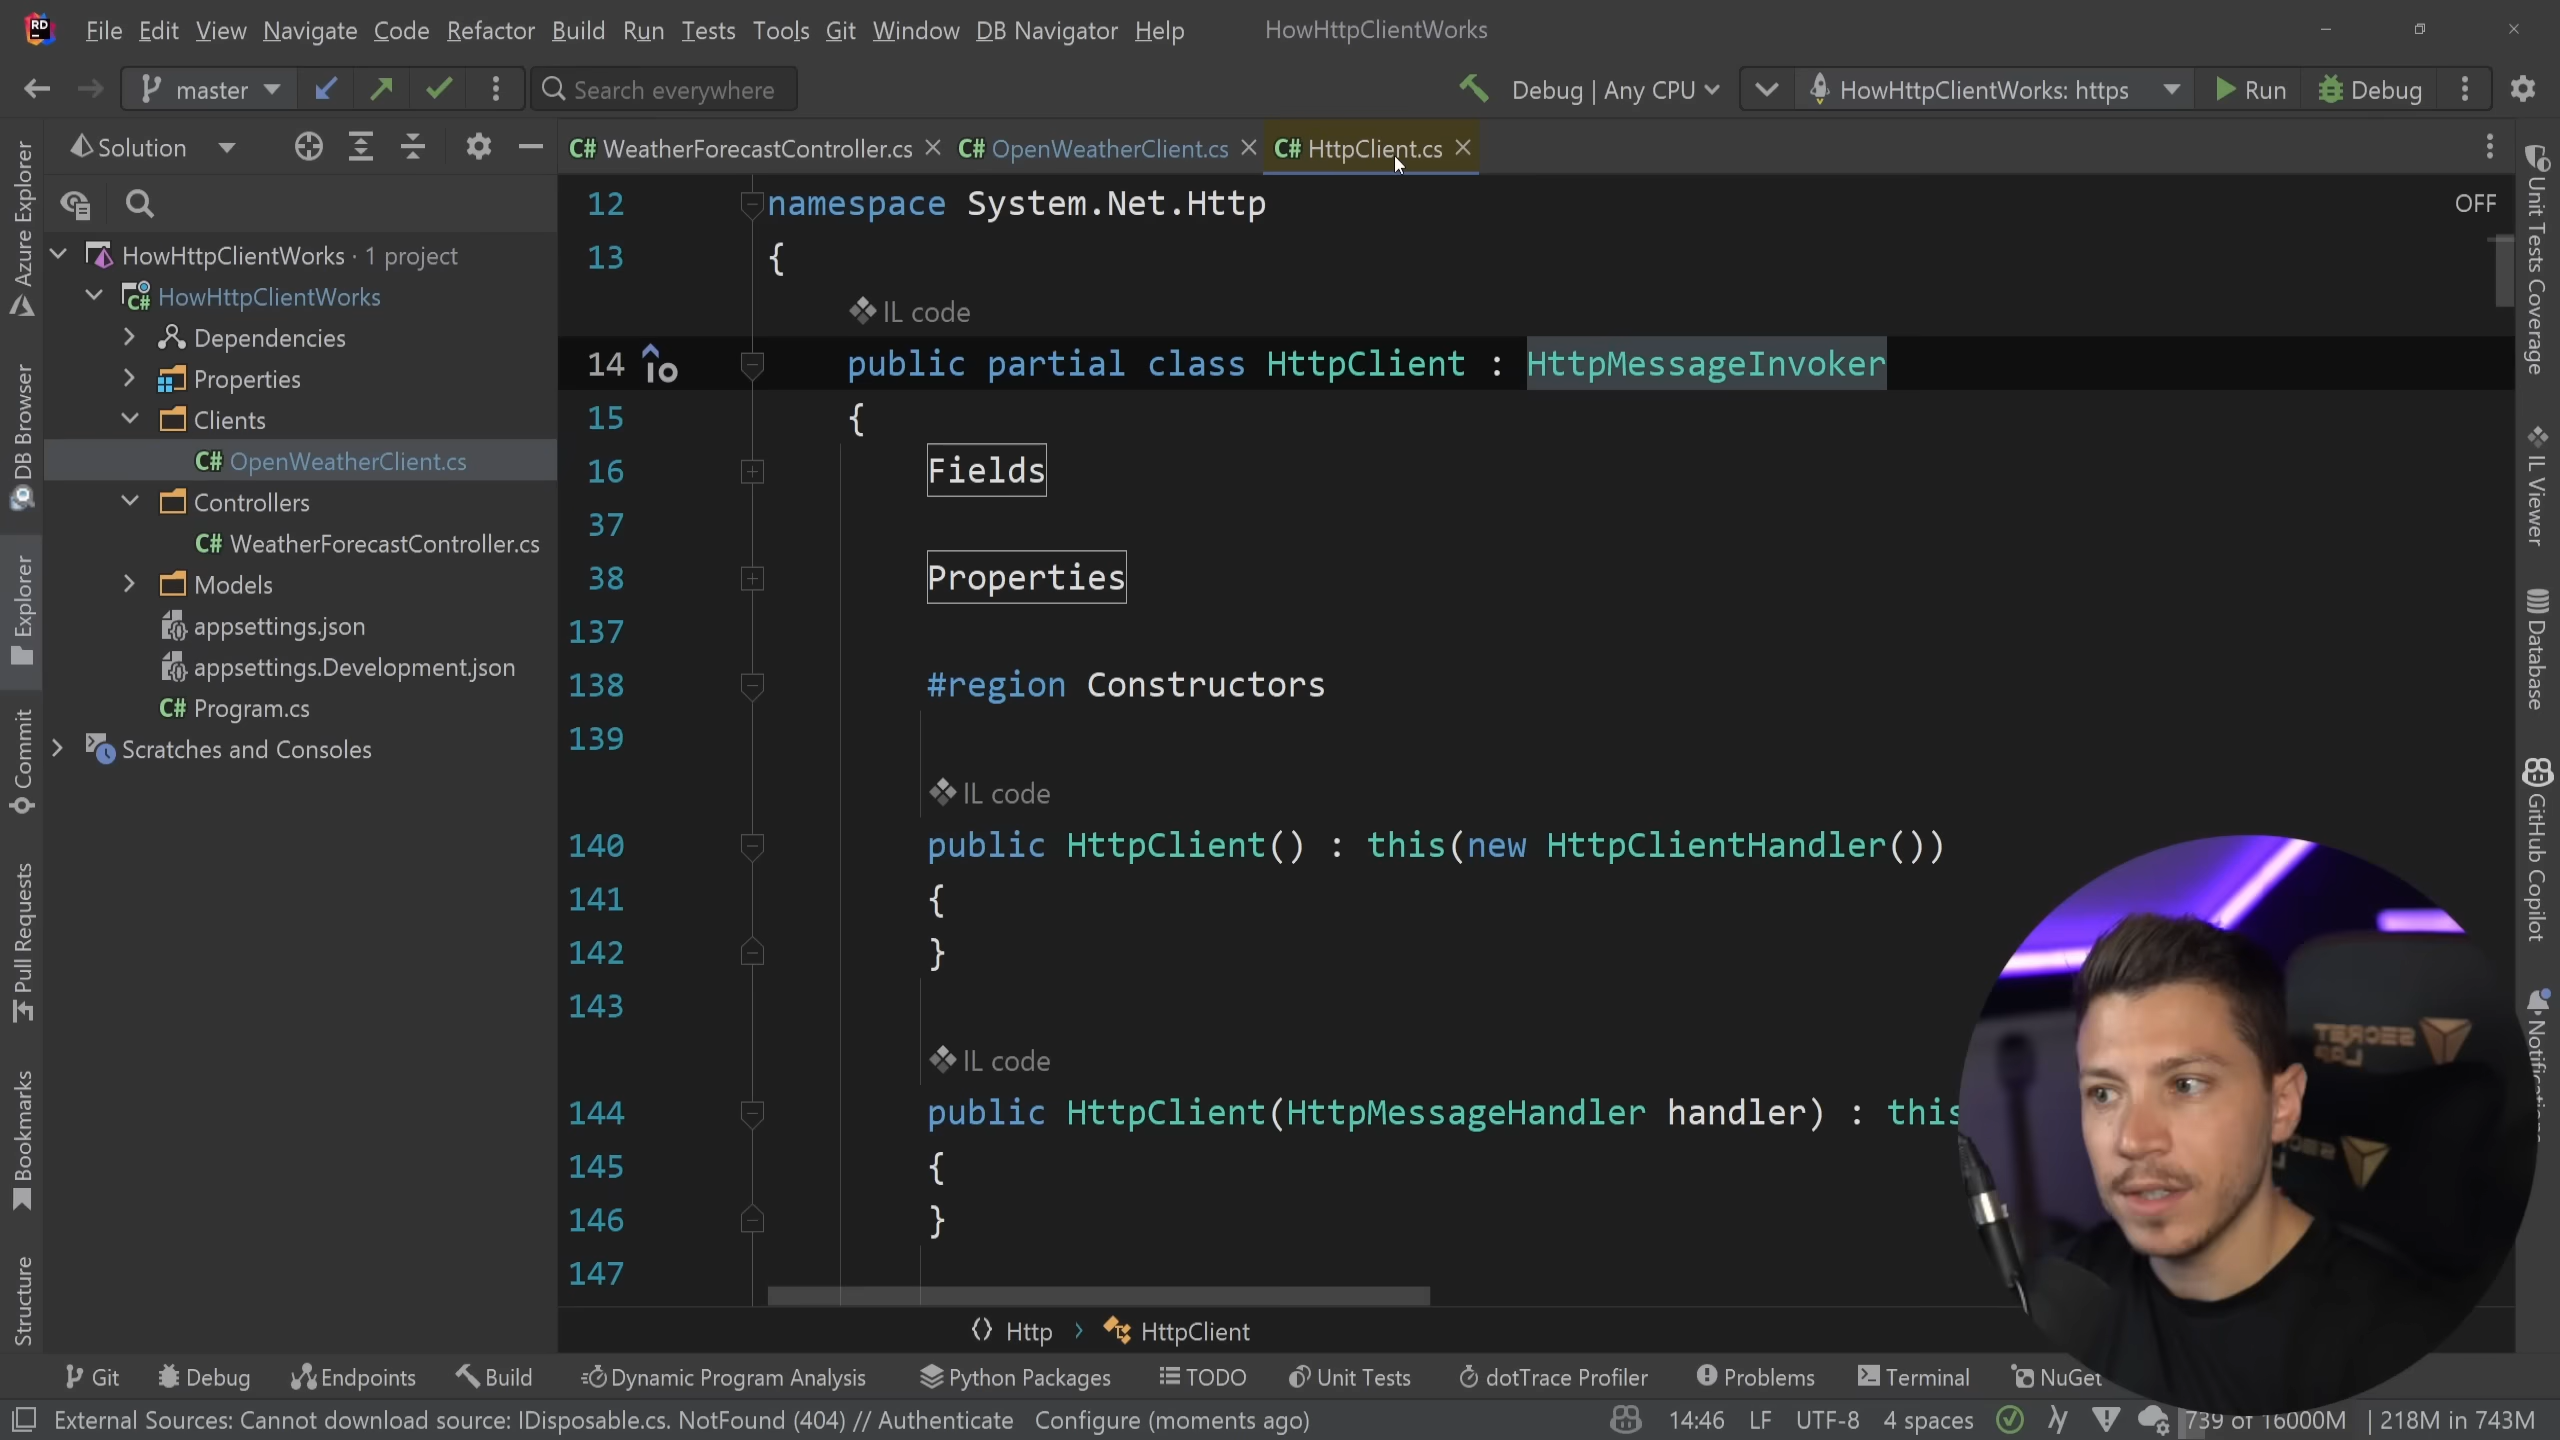 RD File Edit View Navigate Code Refactor Build Run Tests Tools Git Window DB Navigator Help HowHttpClientWorks
master Search everywhere Debug | Any CPU HowHttpClientWorks: https Run Debug
Solution
C# WeatherForecastController.cs C# OpenWeatherClient.cs C# HttpClient.cs
Azure Explorer
DB Browser
Explorer
Commit
Pull Requests
Bookmarks
Structure
HowHttpClientWorks · 1 project
C# HowHttpClientWorks
Dependencies
Properties
Clients
C# OpenWeatherClient.cs
Controllers
C# WeatherForecastController.cs
Models
appsettings.json
appsettings.Development.json
C# Program.cs
Scratches and Consoles
OFF
12 namespace System.Net.Http
13 {
IL code
14 public partial class HttpClient : HttpMessageInvoker
15 {
16 Fields
37
38 Properties
137
138 #region Constructors
139
IL code
140 public HttpClient() : this(new HttpClientHandler())
141 {
142 }
143
IL code
144 public HttpClient(HttpMessageHandler handler) : this
145 {
146 }
147
Http › HttpClient
Unit Tests Coverage
IL Viewer
Database
GitHub Copilot
Notifications
SECRET LAB
Git Debug Endpoints Build Dynamic Program Analysis Python Packages TODO Unit Tests dotTrace Profiler Problems Terminal NuGet
External Sources: Cannot download source: IDisposable.cs. NotFound (404) // Authenticate Configure (moments ago) 14:46 LF UTF-8 4 spaces 739 of 16000M | 218M in 743M